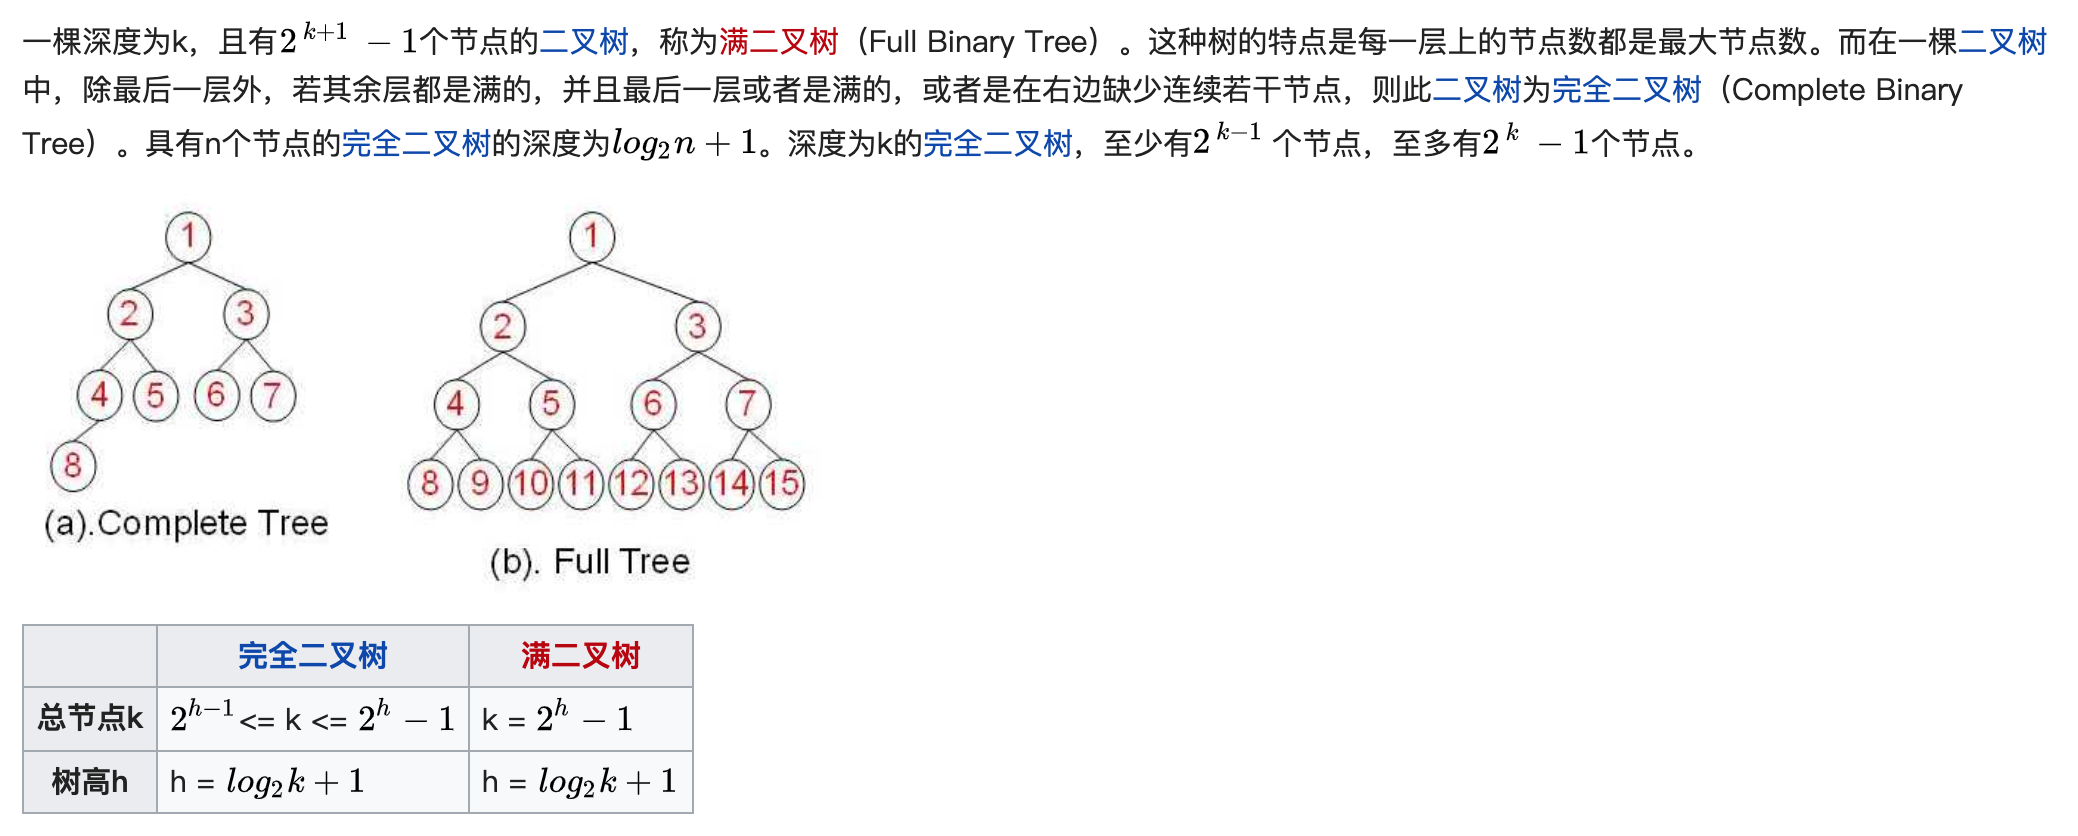 一棵深度为k，且有2^{k+1} − 1个节点的二叉树，称为满二叉树（Full Binary Tree）。这种树的特点是每一层上的节点数都是最大节点数。而在一棵二叉树
中，除最后一层外，若其余层都是满的，并且最后一层或者是满的，或者是在右边缺少连续若干节点，则此二叉树为完全二叉树（Complete Binary
Tree）。具有n个节点的完全二叉树的深度为log₂n + 1。深度为k的完全二叉树，至少有2^{k−1}个节点，至多有2^k − 1个节点。
1
2 3
4 5 6 7
8
(a).Complete Tree
1
2 3
4 5 6 7
8 9 10 11 12 13 14 15
(b). Full Tree
完全二叉树 满二叉树
总节点k 2^{h−1} <= k <= 2^h − 1 k = 2^h − 1
树高h h = log₂k + 1 h = log₂k + 1